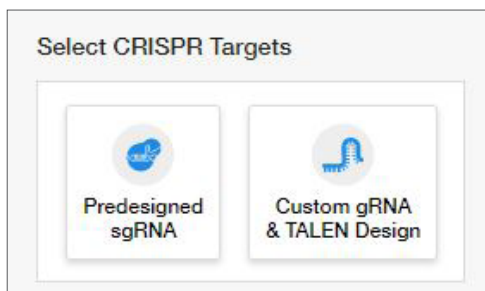 Select CRISPR Targets
Predesigned
sgRNA
Custom gRNA
& TALEN Design